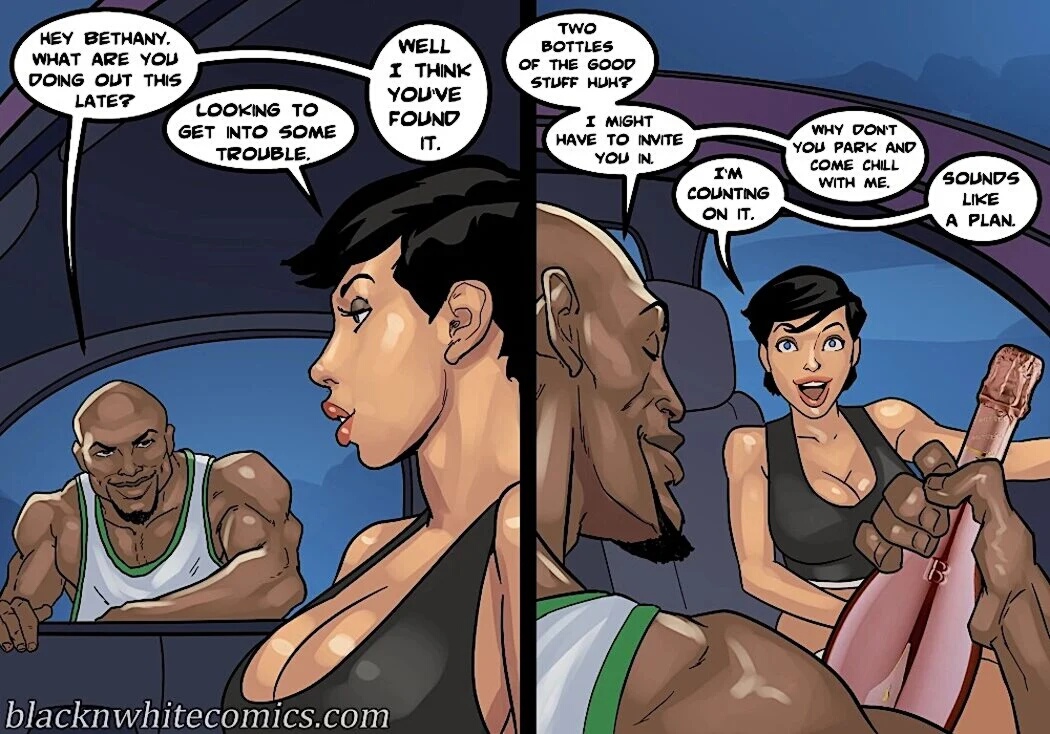 HEY BETHANY.
WHAT ARE YOU
DOING OUT THIS
LATE?
LOOKING TO
GET INTO SOME
TROUBLE.
WELL
I THINK
YOU'VE
FOUND
IT.
TWO
BOTTLES
OF THE GOOD
STUFF HUH?
I MIGHT
HAVE TO INVITE
YOU IN.
I'M
COUNTING
ON IT.
WHY DON'T
YOU PARK AND
COME CHILL
WITH ME.
SOUNDS
LIKE
A PLAN.
B
blacknwhitecomics.com